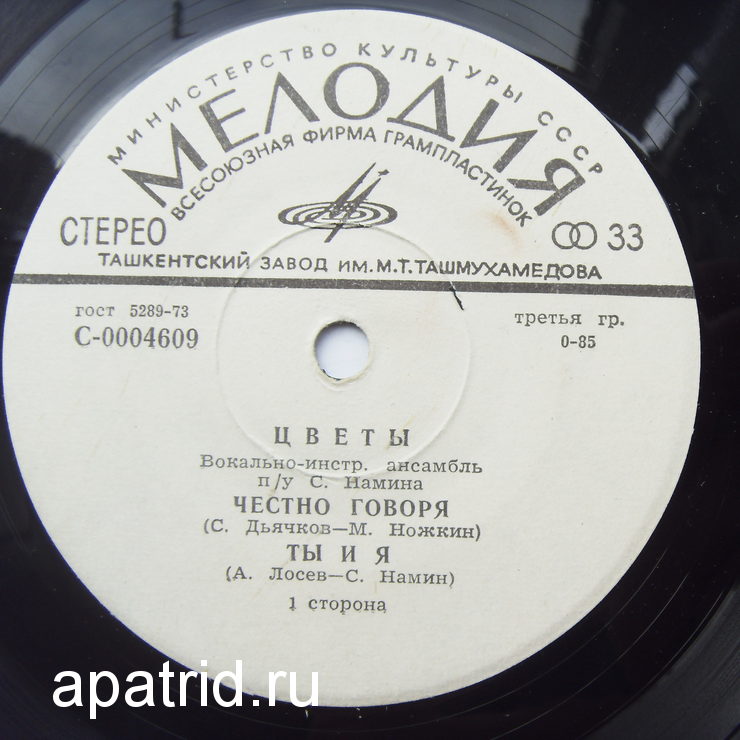 МИНИСТЕРСТВО КУЛЬТУРЫ СССР
МЕЛОДИЯ
ВСЕСОЮЗНАЯ ФИРМА ГРАМПЛАСТИНОК
СТЕРЕО
33
ТАШКЕНТСКИЙ ЗАВОД ИМ. М.Т. ТАШМУХАМЕДОВА
гост 5289-73
третья гр.
С-0004609
0-85
ЦВЕТЫ
Вокально-инстр. ансамбль
п/у С. Намина
ЧЕСТНО ГОВОРЯ
(С. Дьячков—М. Ножкин)
ТЫ И Я
(А. Лосев—С. Намин)
1 сторона
apatrid.ru